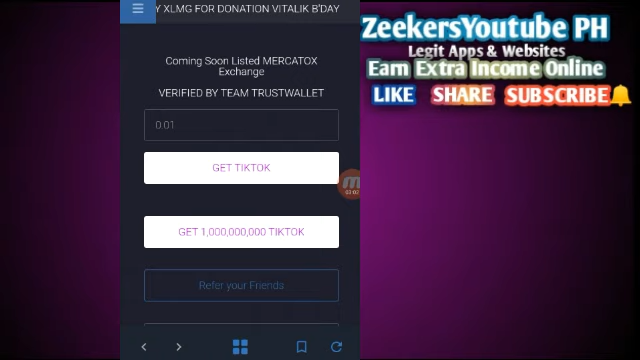 Y XLMG FOR DONATION VITALIK B'DAY
Coming Soon Listed MERCATOX
Exchange
VERIFIED BY TEAM TRUSTWALLET
0.01
GET TIKTOK
GET 1,000,000,000 TIKTOK
Refer your Friends
ZeekersYoutube PH
Legit Apps & Websites
Earn Extra Income Online
LIKE SHARE SUBSCRIBE